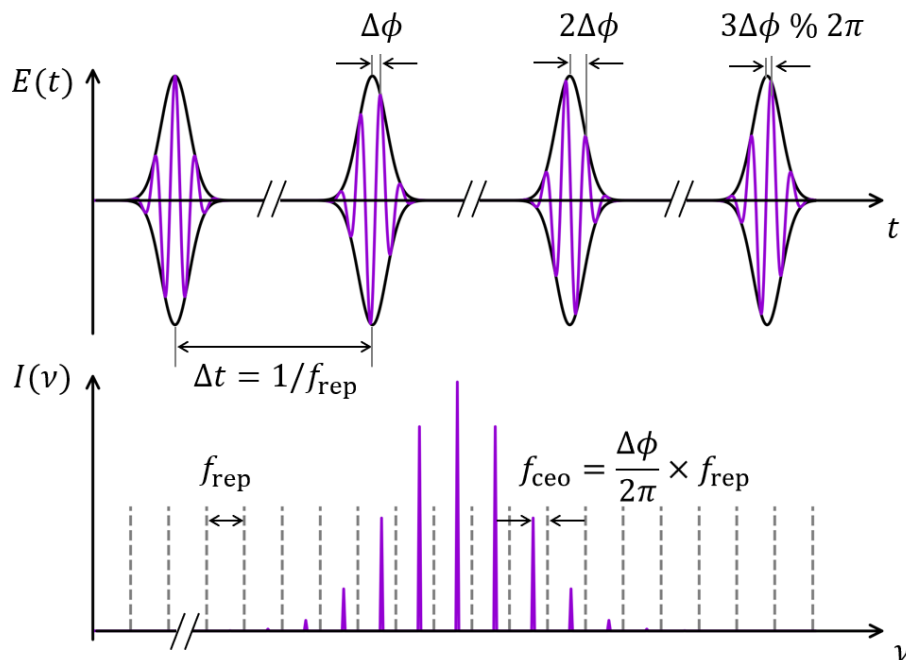 Δϕ
2Δϕ
3Δϕ % 2π
E(t)
t
Δt = 1/f_rep
I(ν)
f_rep
f_ceo = Δϕ/2π × f_rep
ν